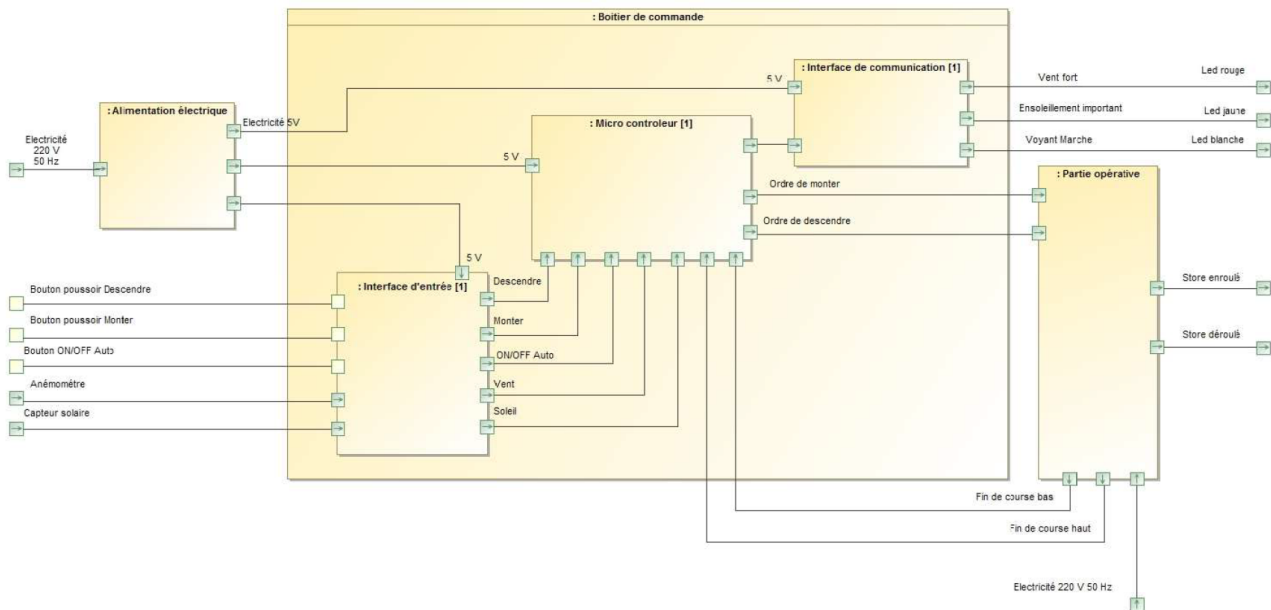 : Boitier de commande
: Interface de communication [1]
5 V
Vent fort
Led rouge
: Alimentation électrique
Electricité 5V
Ensoleillement important
Led jaune
: Micro controleur [1]
Electricité
220 V
50 Hz
Voyant Marche
Led blanche
5 V
: Partie opérative
Ordre de monter
Ordre de descendre
5 V
: Interface d'entrée [1]
Descendre
Store enroulé
Bouton poussoir Descendre
Bouton poussoir Monter
Monter
Store déroulé
Bouton ON/OFF Auto
ON/OFF Auto
Anémomètre
Vent
Capteur solaire
Soleil
Fin de course bas
Fin de course haut
Electricité 220 V 50 Hz